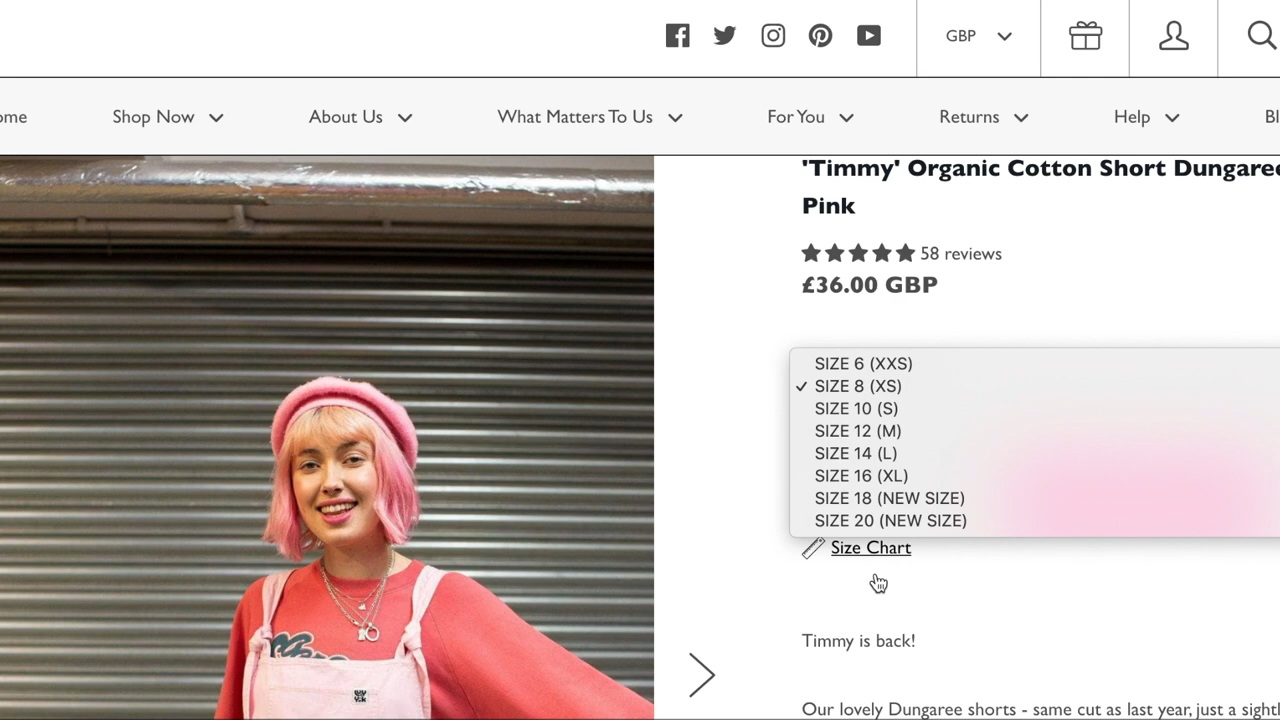 GBP
ome
Shop Now
About Us
What Matters To Us
For You
Returns
Help
Bl
'Timmy' Organic Cotton Short Dungaree
Pink
58 reviews
£36.00 GBP
SIZE 6 (XXS)
✓ SIZE 8 (XS)
SIZE 10 (S)
SIZE 12 (M)
SIZE 14 (L)
SIZE 16 (XL)
SIZE 18 (NEW SIZE)
SIZE 20 (NEW SIZE)
Size Chart
Timmy is back!
Our lovely Dungaree shorts - same cut as last year, just a sightl